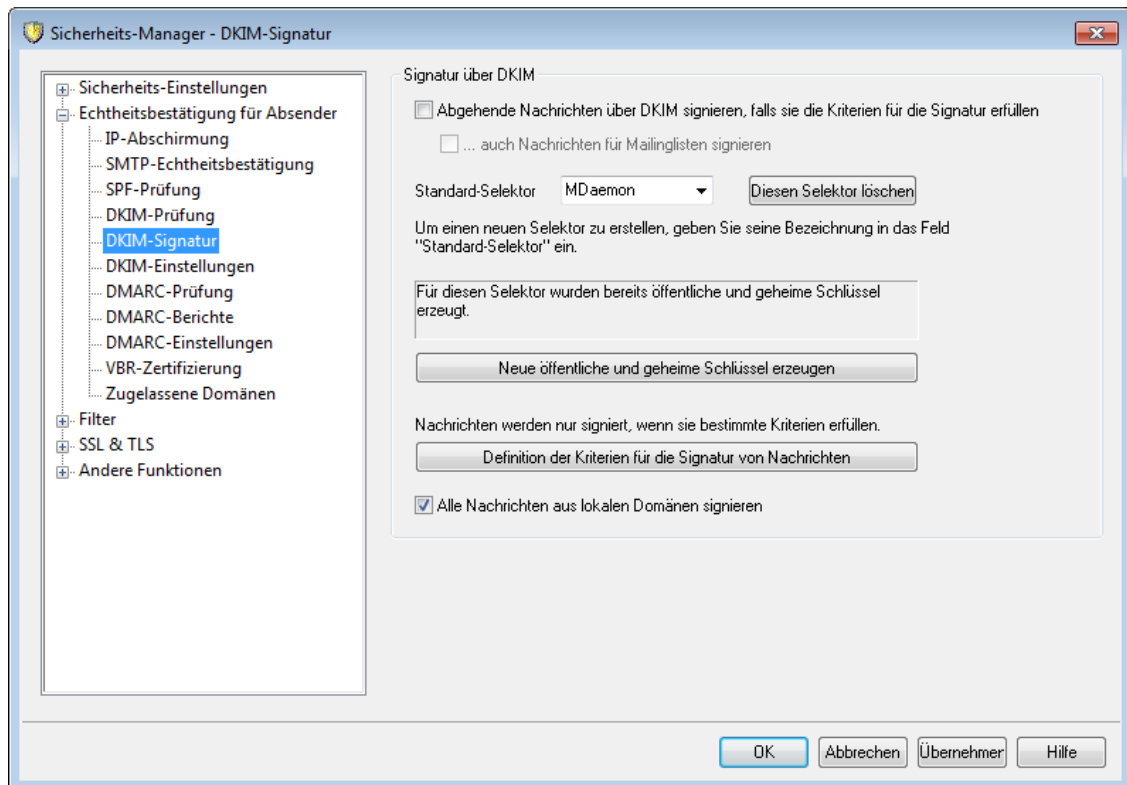 Sicherheits-Manager - DKIM-Signatur
Sicherheits-Einstellungen
Echtheitsbestätigung für Absender
IP-Abschirmung
SMTP-Echtheitsbestätigung
SPF-Prüfung
DKIM-Prüfung
DKIM-Signatur
DKIM-Einstellungen
DMARC-Prüfung
DMARC-Berichte
DMARC-Einstellungen
VBR-Zertifizierung
Zugelassene Domänen
Filter
SSL & TLS
Andere Funktionen
Signatur über DKIM
Abgehende Nachrichten über DKIM signieren, falls sie die Kriterien für die Signatur erfüllen
... auch Nachrichten für Mailinglisten signieren
Standard-Selektor MDaemon Diesen Selektor löschen
Um einen neuen Selektor zu erstellen, geben Sie seine Bezeichnung in das Feld
"Standard-Selektor" ein.
Für diesen Selektor wurden bereits öffentliche und geheime Schlüssel
erzeugt.
Neue öffentliche und geheime Schlüssel erzeugen
Nachrichten werden nur signiert, wenn sie bestimmte Kriterien erfüllen.
Definition der Kriterien für die Signatur von Nachrichten
Alle Nachrichten aus lokalen Domänen signieren
OK Abbrechen Übernehmer Hilfe